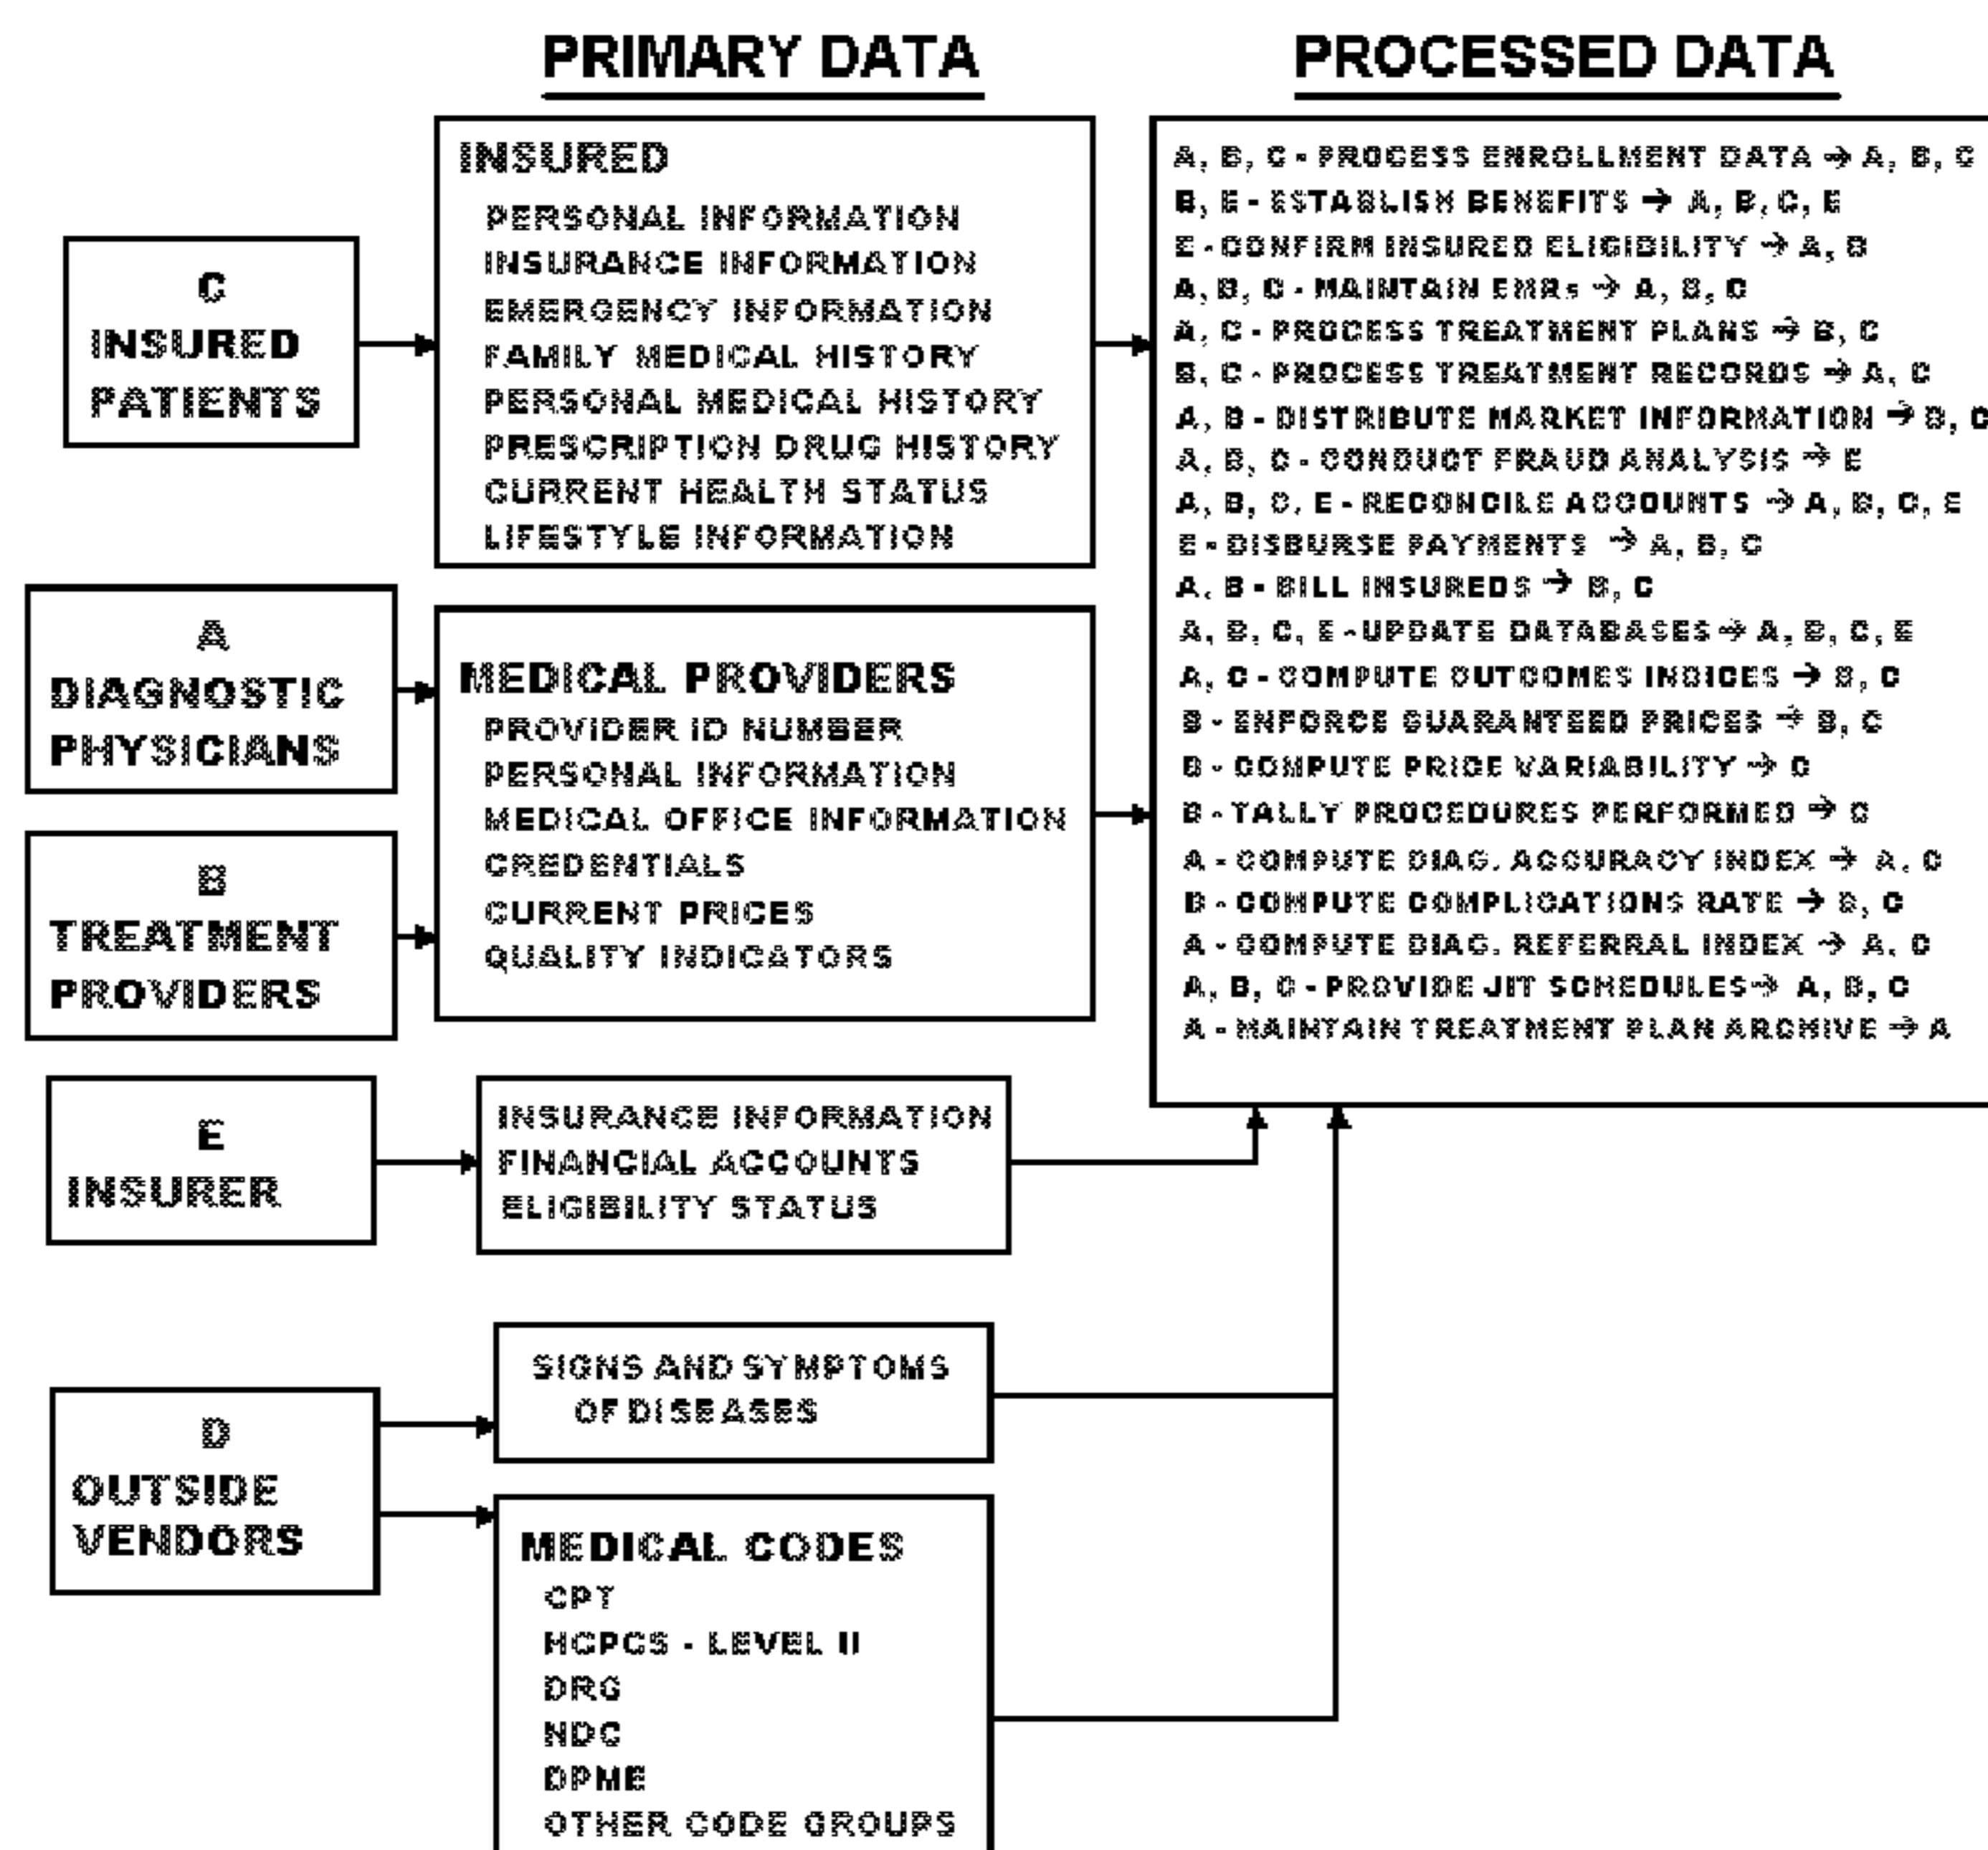 PRIMARY DATA
PROCESSED DATA
C
INSURED
PATIENTS
A
DIAGNOSTIC
PHYSICIANS
B
TREATMENT
PROVIDERS
E
INSURER
D
OUTSIDE
VENDORS
INSURED
PERSONAL INFORMATION
INSURANCE INFORMATION
EMERGENCY INFORMATION
FAMILY MEDICAL HISTORY
PERSONAL MEDICAL HISTORY
PRESCRIPTION DRUG HISTORY
CURRENT HEALTH STATUS
LIFESTYLE INFORMATION
MEDICAL PROVIDERS
PROVIDER ID NUMBER
PERSONAL INFORMATION
MEDICAL OFFICE INFORMATION
CREDENTIALS
CURRENT PRICES
QUALITY INDICATORS
INSURANCE INFORMATION
FINANCIAL ACCOUNTS
ELIGIBILITY STATUS
SIGNS AND SYMPTOMS
OF DISEASES
MEDICAL CODES
CPT
HCPCS - LEVEL II
DRG
NDC
DPME
OTHER CODE GROUPS
A, B, C - PROCESS ENROLLMENT DATA → A, B, C
B, E - ESTABLISH BENEFITS → A, B, C, E
E - CONFIRM INSURED ELIGIBILITY → A, B
A, B, C - MAINTAIN EMRs → A, B, C
A, C - PROCESS TREATMENT PLANS → B, C
B, C - PROCESS TREATMENT RECORDS → A, C
A, B - DISTRIBUTE MARKET INFORMATION → B, C
A, B, C - CONDUCT FRAUD ANALYSIS → E
A, B, C, E - RECONCILE ACCOUNTS → A, B, C, E
E - DISBURSE PAYMENTS → A, B, C
A, B - BILL INSUREDS → B, C
A, B, C, E - UPDATE DATABASES → A, B, C, E
A, C - COMPUTE OUTCOMES INDICES → B, C
B - ENFORCE GUARANTEED PRICES → B, C
B - COMPUTE PRICE VARIABILITY → C
B - TALLY PROCEDURES PERFORMED → C
A - COMPUTE DIAG. ACCURACY INDEX → A, C
B - COMPUTE COMPLICATIONS RATE → B, C
A - COMPUTE DIAG. REFERRAL INDEX → A, C
A, B, C - PROVIDE JIT SCHEDULES → A, B, C
A - MAINTAIN TREATMENT PLAN ARCHIVE → A